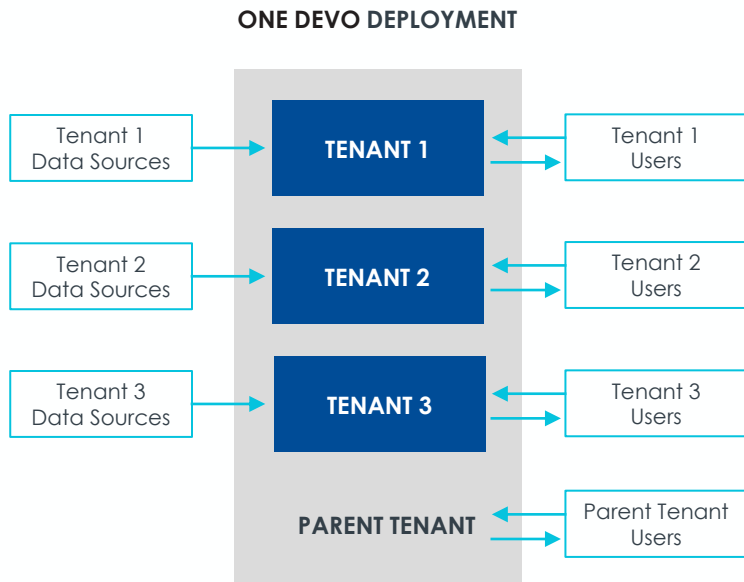 ONE DEVO DEPLOYMENT
Tenant 1
Data Sources
TENANT 1
Tenant 1
Users
Tenant 2
Data Sources
TENANT 2
Tenant 2
Users
Tenant 3
Data Sources
TENANT 3
Tenant 3
Users
PARENT TENANT
Parent Tenant
Users